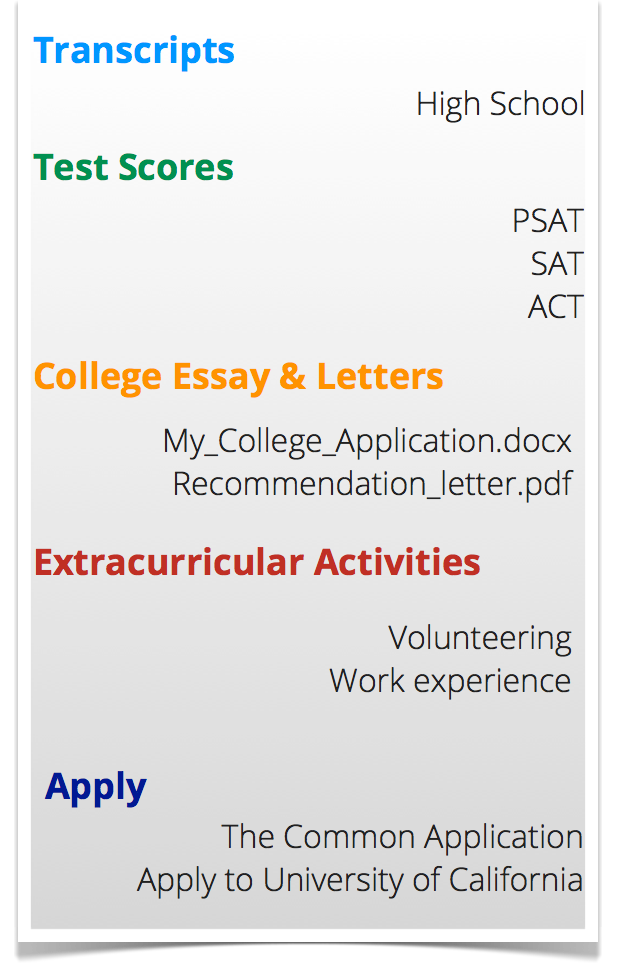 Transcripts
High School
Test Scores
PSAT
SAT
ACT
College Essay & Letters
My_College_Application.docx
Recommendation_letter.pdf
Extracurricular Activities
Volunteering
Work experience
Apply
The Common Application
Apply to University of California